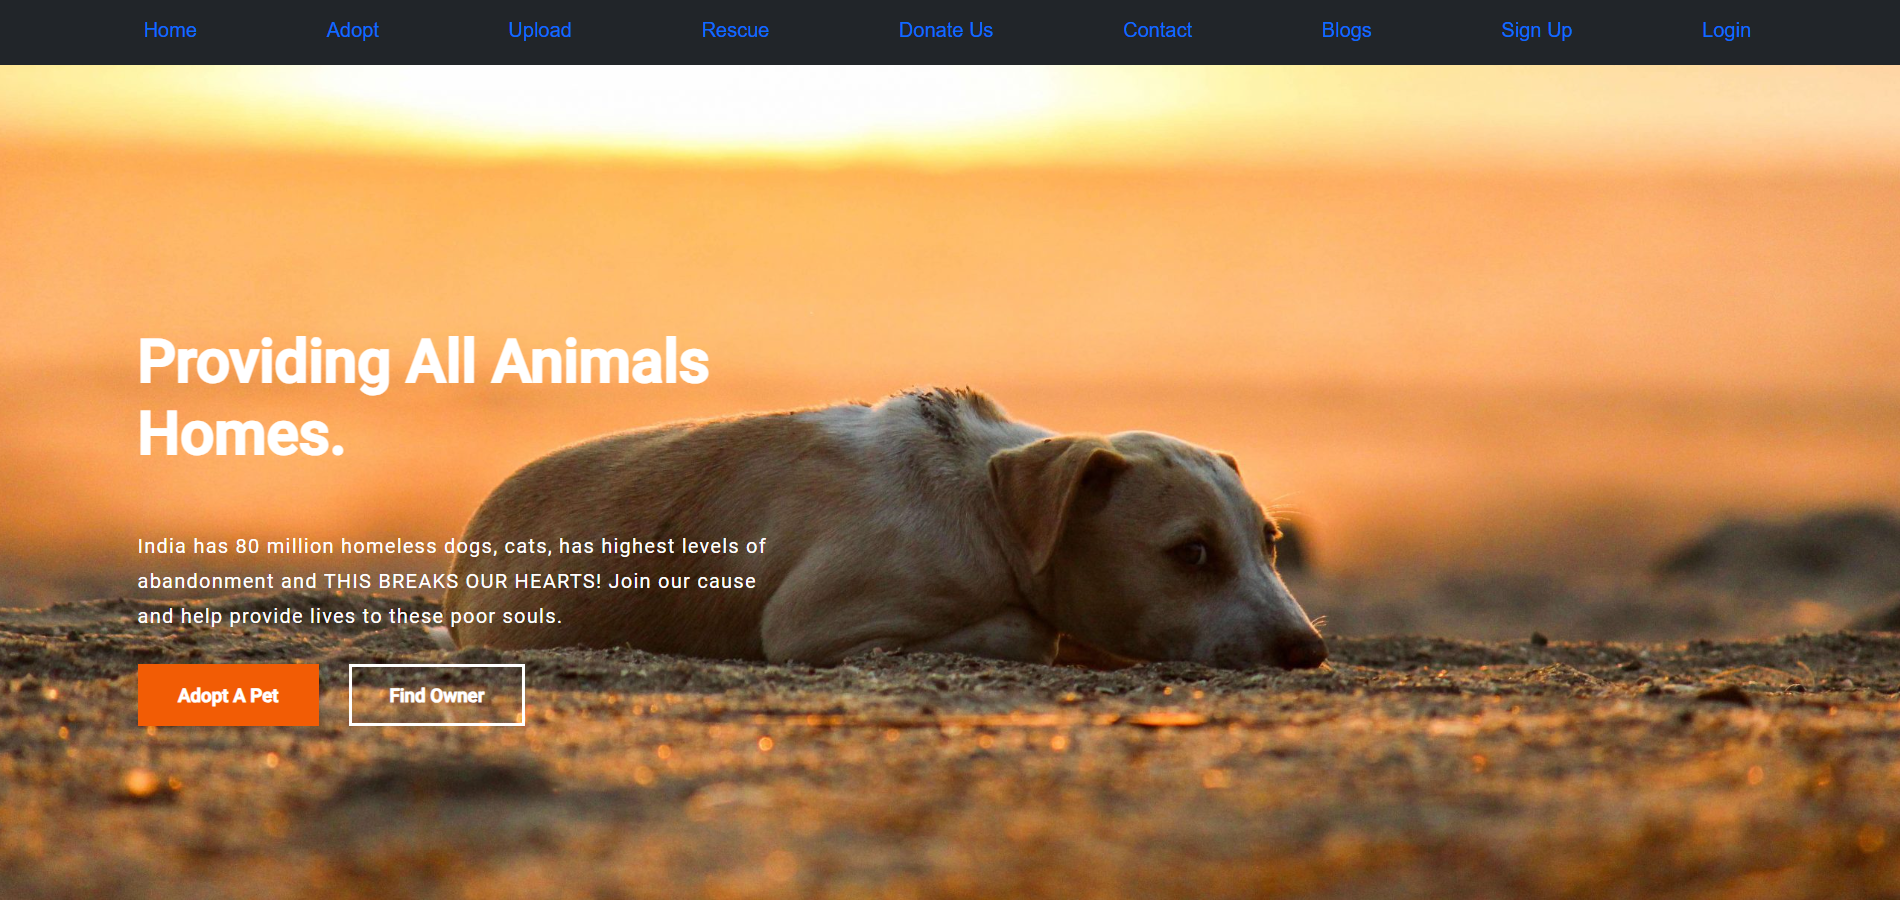 Home Adopt Upload Rescue Donate Us Contact Blogs Sign Up Login
Providing All Animals
Homes.
India has 80 million homeless dogs, cats, has highest levels of
abandonment and THIS BREAKS OUR HEARTS! Join our cause
and help provide lives to these poor souls.
Adopt A Pet Find Owner